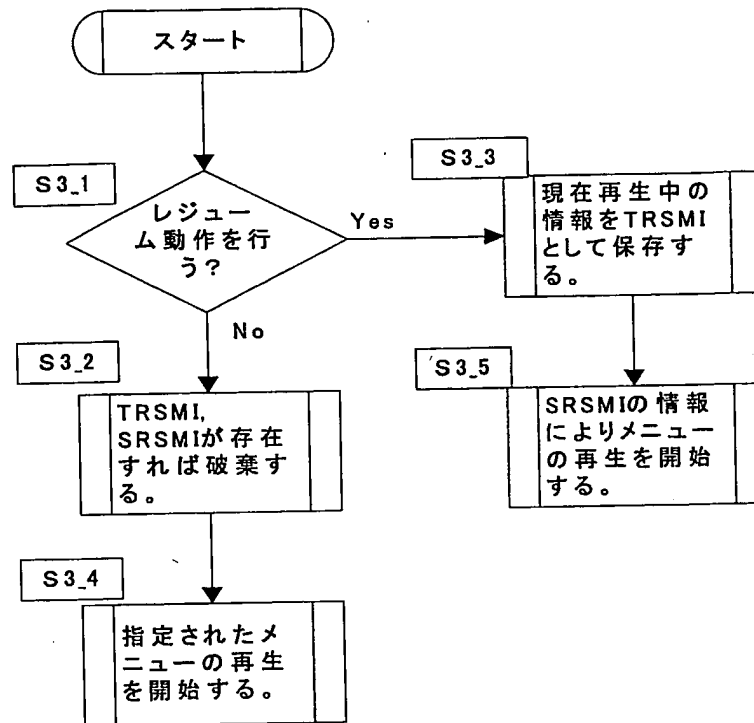 スタート
S3_1
レジュー
ム動作を行
う?
Yes
No
S3_3
現在再生中の
情報をTRSMI
として保存す
る。
S3_2
TRSMI,
SRSMIが存在
すれば破棄す
る。
S3_5
SRSMIの情報
によりメニュー
の再生を開始
する。
S3_4
指定されたメ
ニューの再生
を開始する。